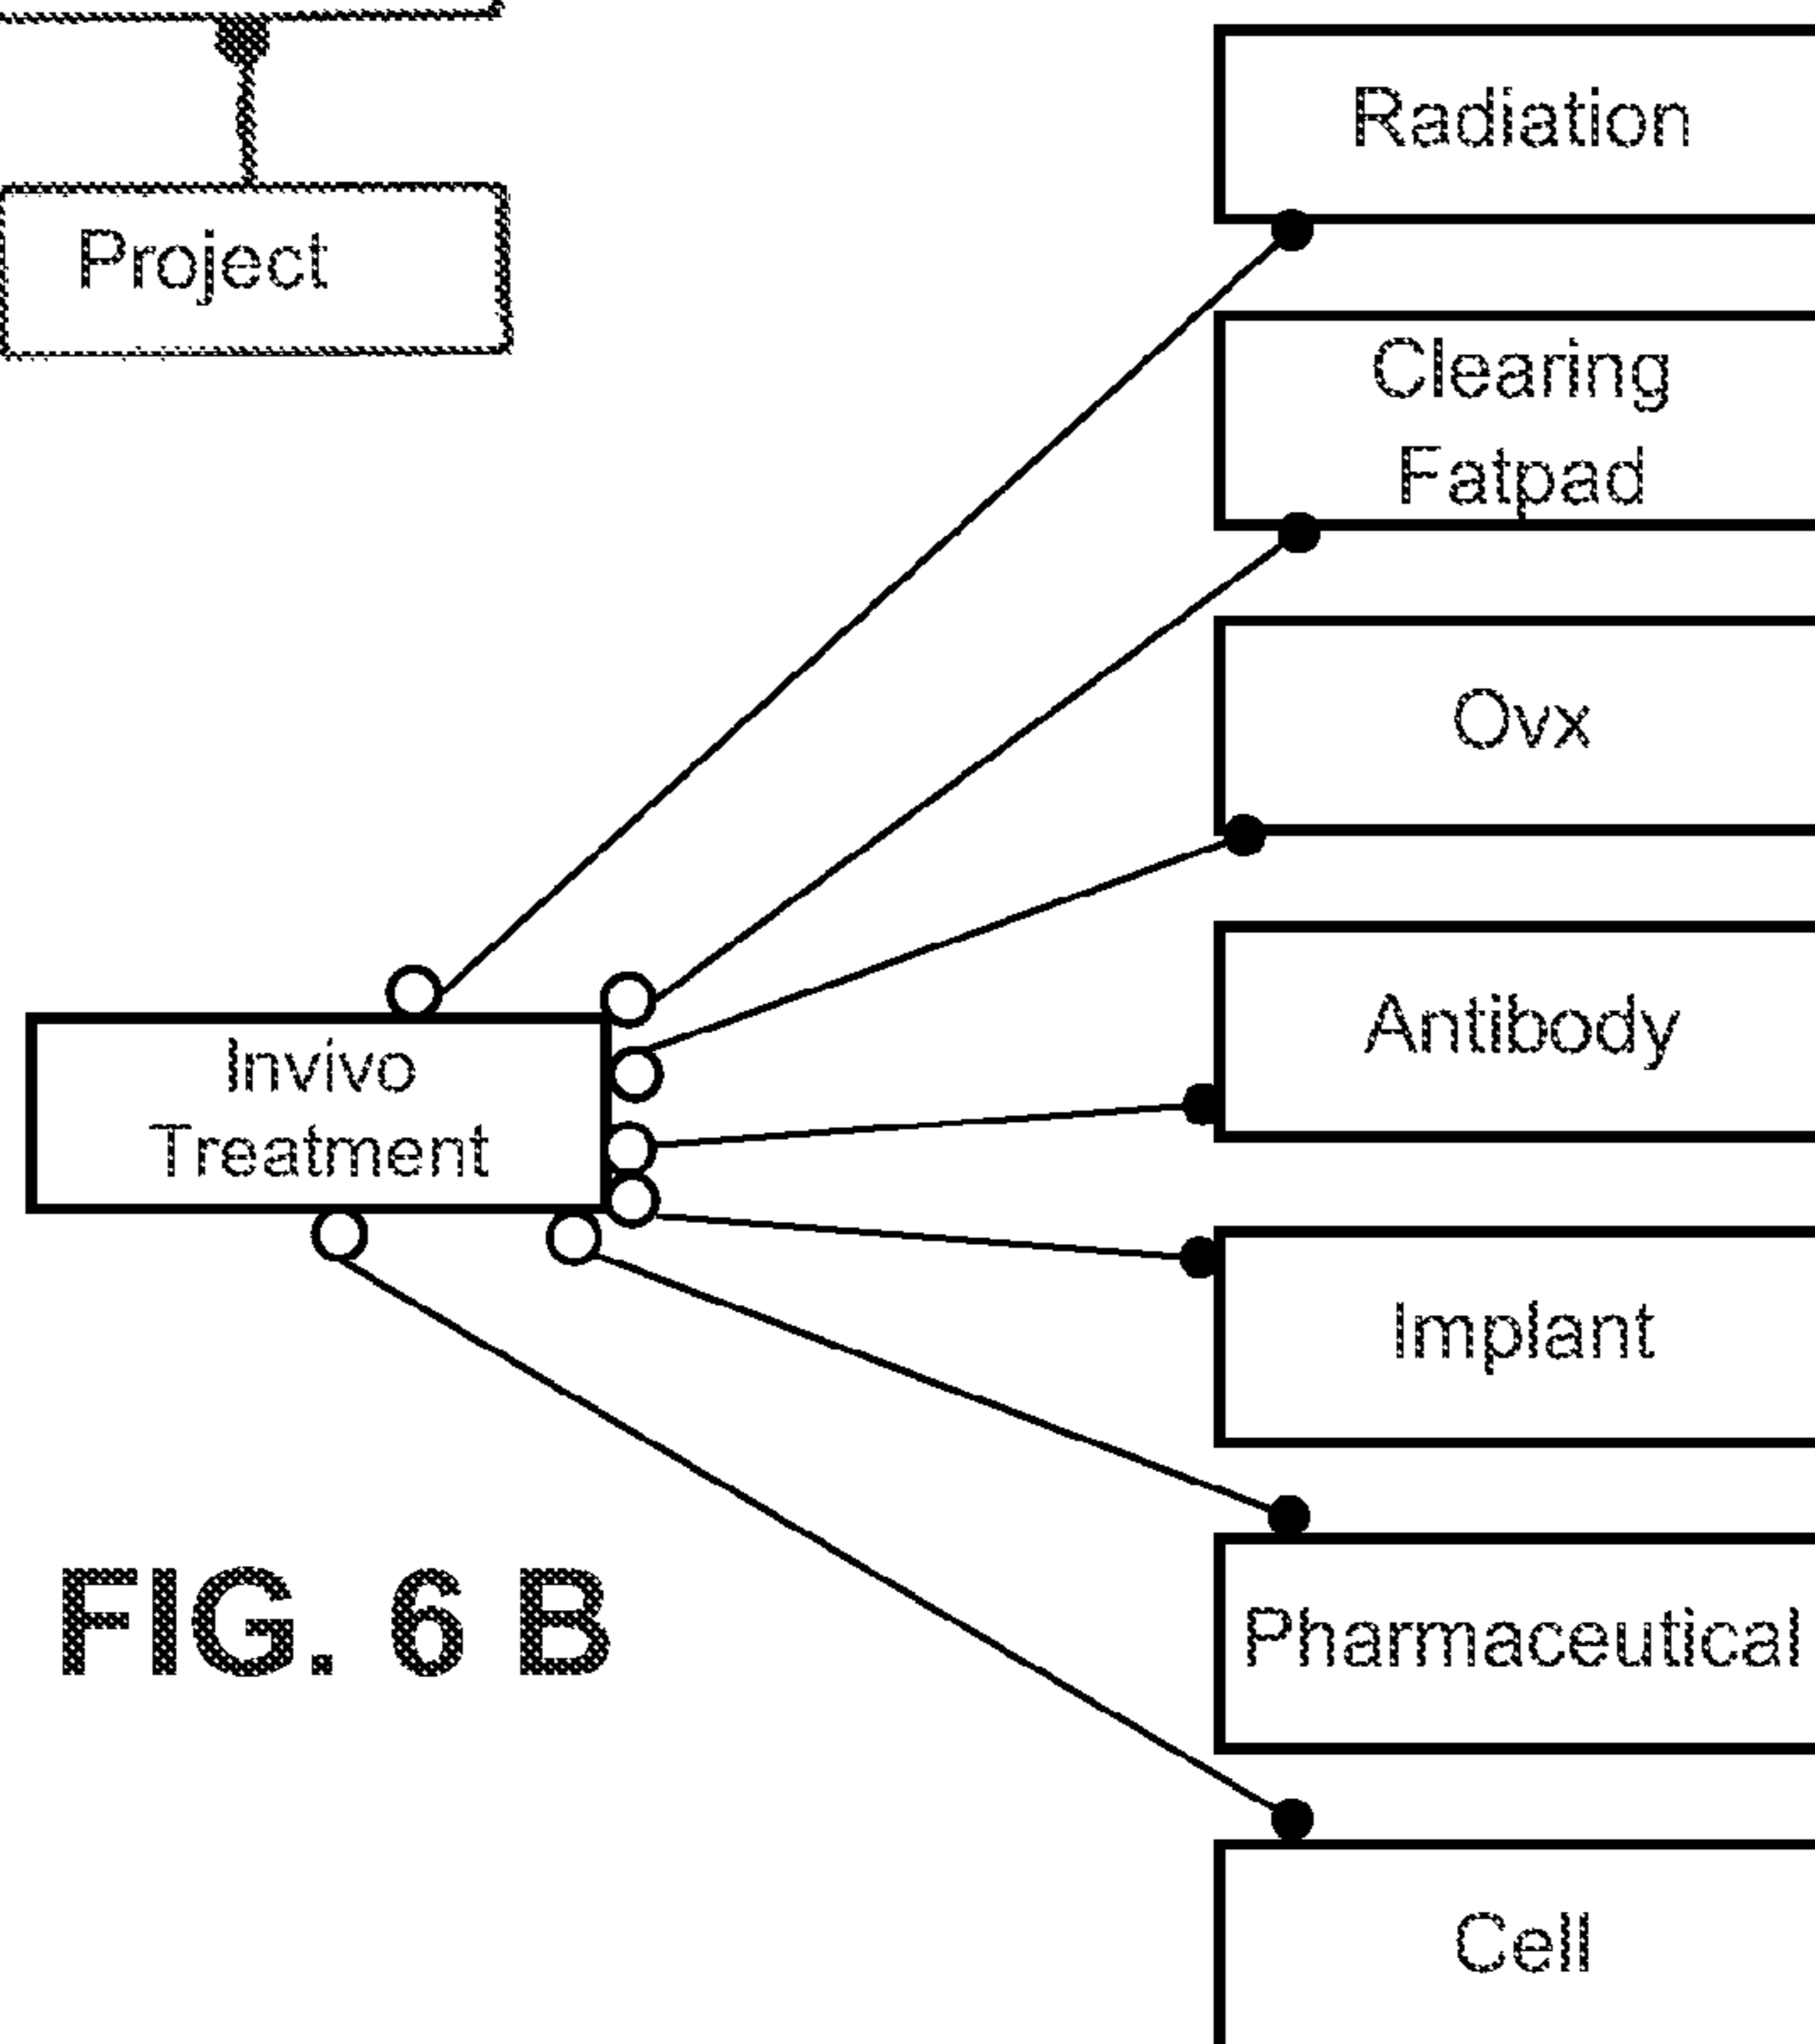 Project
Radiation
Clearing
Fatpad
Ovx
Invivo
Treatment
Antibody
Implant
Pharmaceutical
Cell
FIG. 6 B